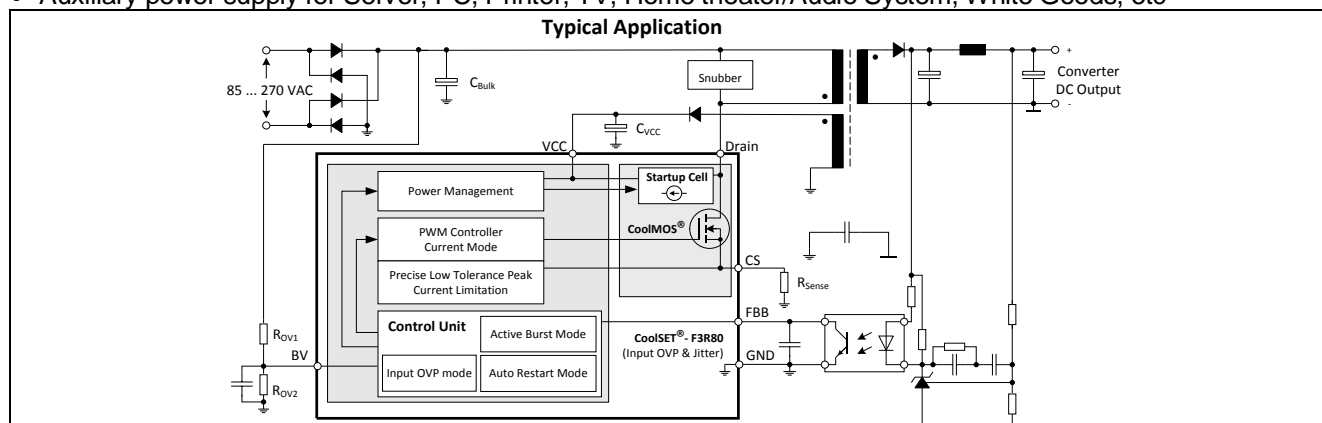 • Auxiliary power supply for Server, PC, Printer, TV, Home theater/Audio System, White Goods, etc
Typical Application
Snubber
+
Converter
DC Output
-
85 ... 270 VAC
CBulk
CVCC
VCC
Drain
Startup Cell
Power Management
CoolMOS®
PWM Controller
Current Mode
CS
Precise Low Tolerance Peak
Current Limitation
RSense
FBB
Control Unit
Active Burst Mode
CoolSET®- F3R80
(Input OVP & Jitter)
ROV1
BV
GND
Input OVP mode
Auto Restart Mode
ROV2